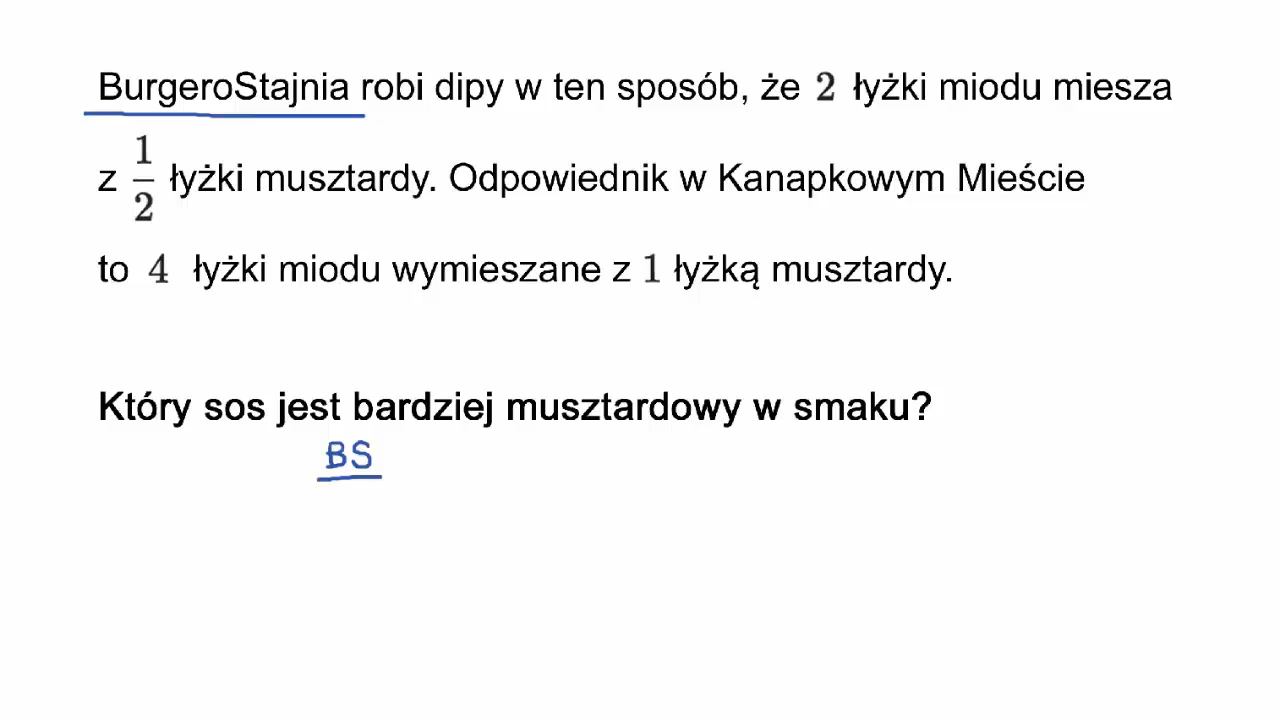 BurgeroStajnia robi dipy w ten sposób, że 2 łyżki miodu miesza
z 1/2 łyżki musztardy. Odpowiednik w Kanapkowym Mieście
to 4 łyżki miodu wymieszane z 1 łyżką musztardy.
Który sos jest bardziej musztardowy w smaku?
BS